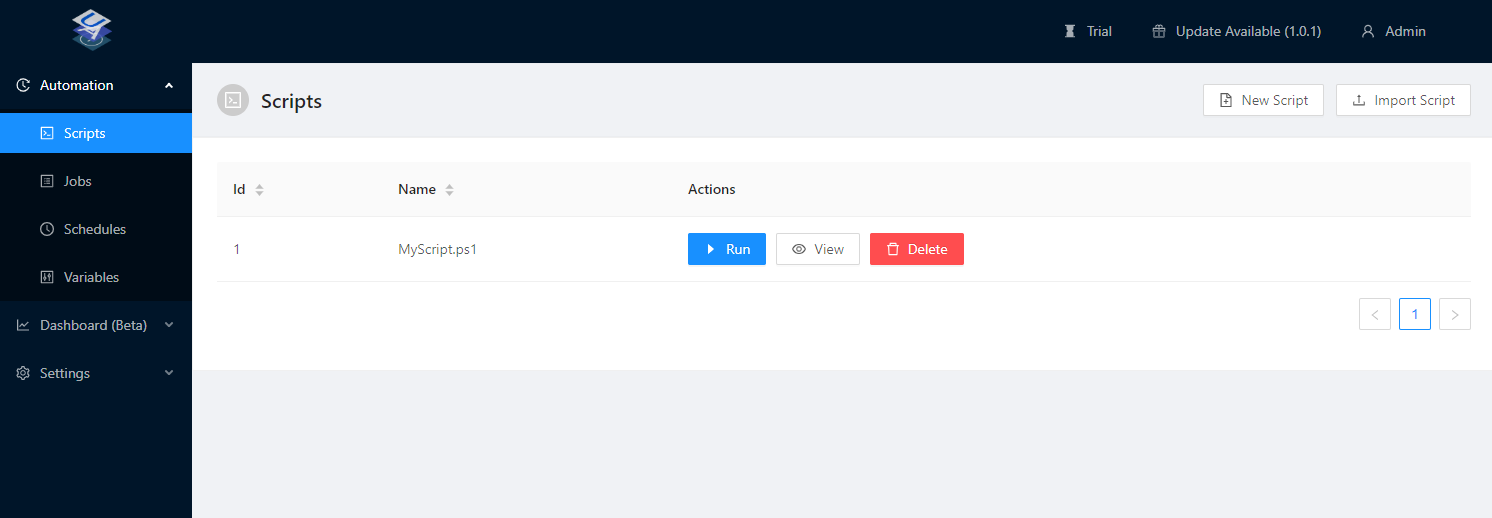 Trial
Update Available (1.0.1)
Admin
Automation
Scripts
Jobs
Schedules
Variables
Dashboard (Beta)
Settings
Scripts
New Script
Import Script
Id Name Actions
1 MyScript.ps1 Run View Delete
1